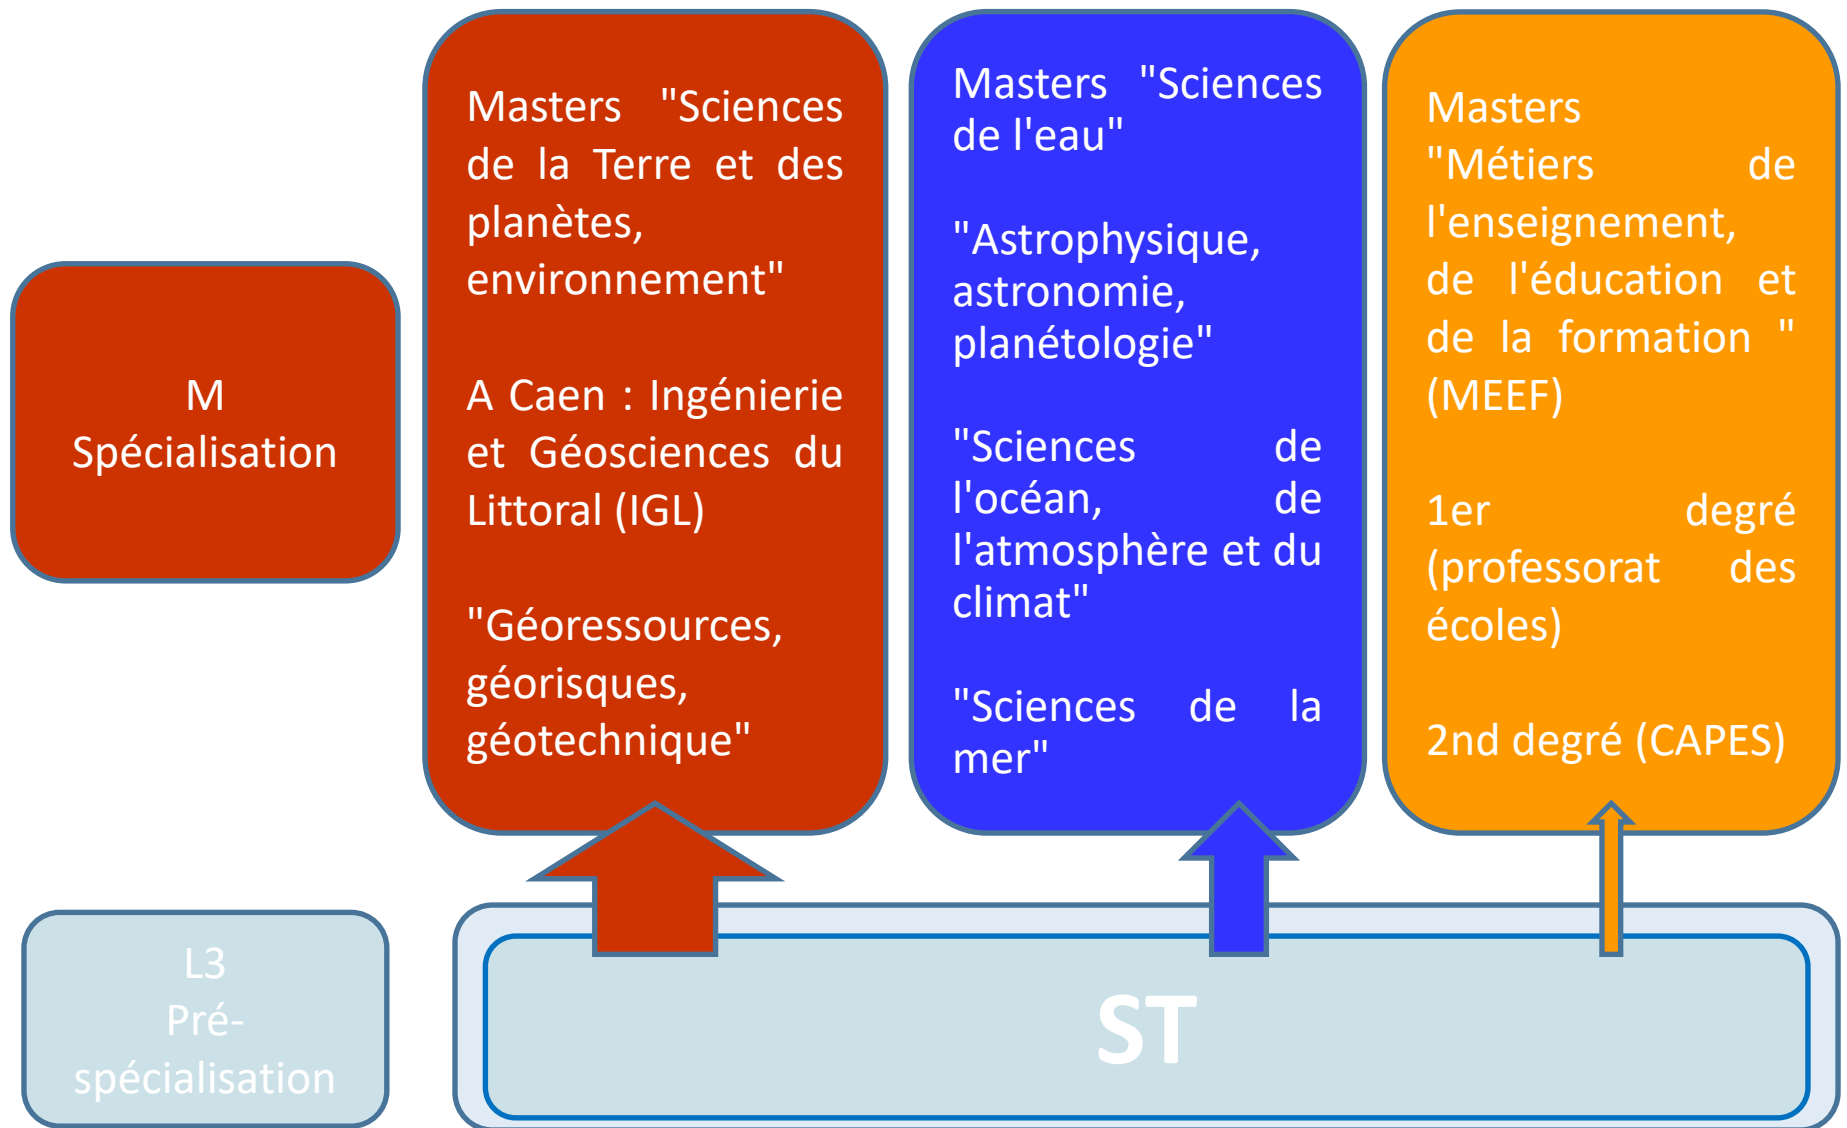 M
Spécialisation
Masters "Sciences
de la Terre et des
planètes,
environnement"
A Caen : Ingénierie
et Géosciences du
Littoral (IGL)
"Géoressources,
géorisques,
géotechnique"
Masters "Sciences
de l'eau"
"Astrophysique,
astronomie,
planétologie"
"Sciences de
l'océan, de
l'atmosphère et du
climat"
"Sciences de la
mer"
Masters
"Métiers de
l'enseignement,
de l'éducation et
de la formation "
(MEEF)
1er degré
(professorat des
écoles)
2nd degré (CAPES)
L3
Pré-
spécialisation
ST